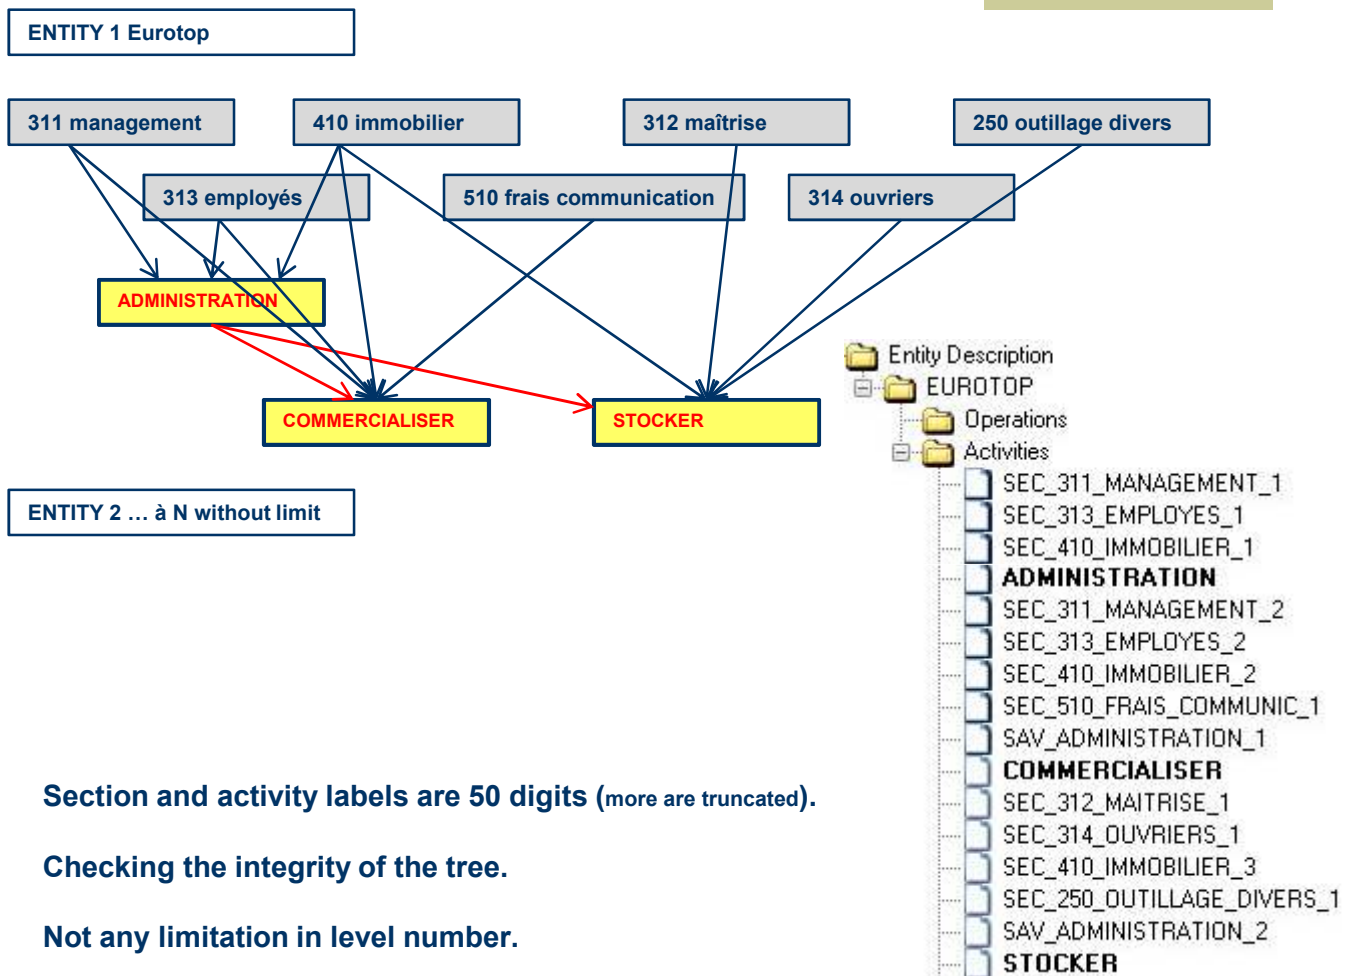 ENTITY 1 Eurotop
311 management
410 immobilier
312 maîtrise
250 outillage divers
313 employés
510 frais communication
314 ouvriers
ADMINISTRATION
COMMERCIALISER
STOCKER
ENTITY 2 … à N without limit
Entity Description
EUROTOP
Operations
Activities
SEC_311_MANAGEMENT_1
SEC_313_EMPLOYES_1
SEC_410_IMMOBILIER_1
ADMINISTRATION
SEC_311_MANAGEMENT_2
SEC_313_EMPLOYES_2
SEC_410_IMMOBILIER_2
SEC_510_FRAIS_COMMUNIC_1
SAV_ADMINISTRATION_1
COMMERCIALISER
SEC_312_MAITRISE_1
SEC_314_OUVRIERS_1
SEC_410_IMMOBILIER_3
SEC_250_OUTILLAGE_DIVERS_1
SAV_ADMINISTRATION_2
STOCKER
Section and activity labels are 50 digits (more are truncated).
Checking the integrity of the tree.
Not any limitation in level number.